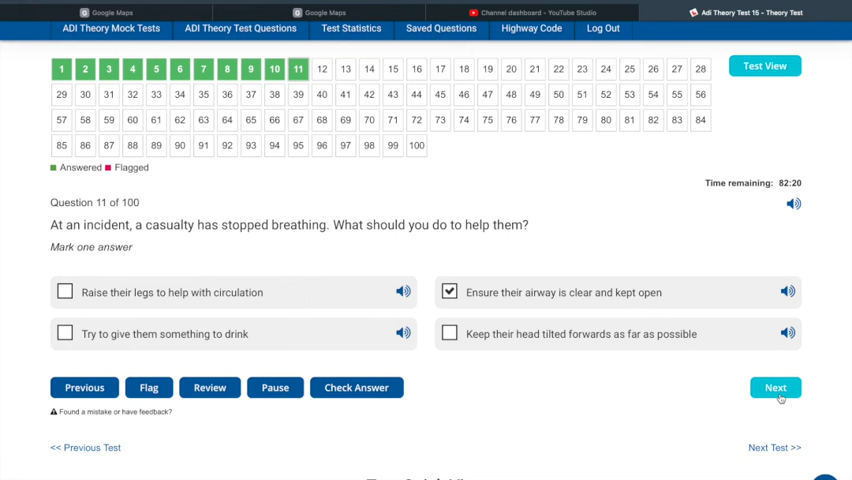 Google Maps
Google Maps
Channel dashboard - YouTube Studio
Adi Theory Test 15 - Theory Test
ADI Theory Mock Tests ADI Theory Test Questions Test Statistics Saved Questions Highway Code Log Out
1 2 3 4 5 6 7 8 9 10 11 12 13 14 15 16 17 18 19 20 21 22 23 24 25 26 27 28
Test View
29 30 31 32 33 34 35 36 37 38 39 40 41 42 43 44 45 46 47 48 49 50 51 52 53 54 55 56
57 58 59 60 61 62 63 64 65 66 67 68 69 70 71 72 73 74 75 76 77 78 79 80 81 82 83 84
85 86 87 88 89 90 91 92 93 94 95 96 97 98 99 100
Answered Flagged
Time remaining: 82:20
Question 11 of 100
At an incident, a casualty has stopped breathing. What should you do to help them?
Mark one answer
Raise their legs to help with circulation
Ensure their airway is clear and kept open
Try to give them something to drink
Keep their head tilted forwards as far as possible
Previous Flag Review Pause Check Answer Next
Found a mistake or have feedback?
<< Previous Test Next Test >>